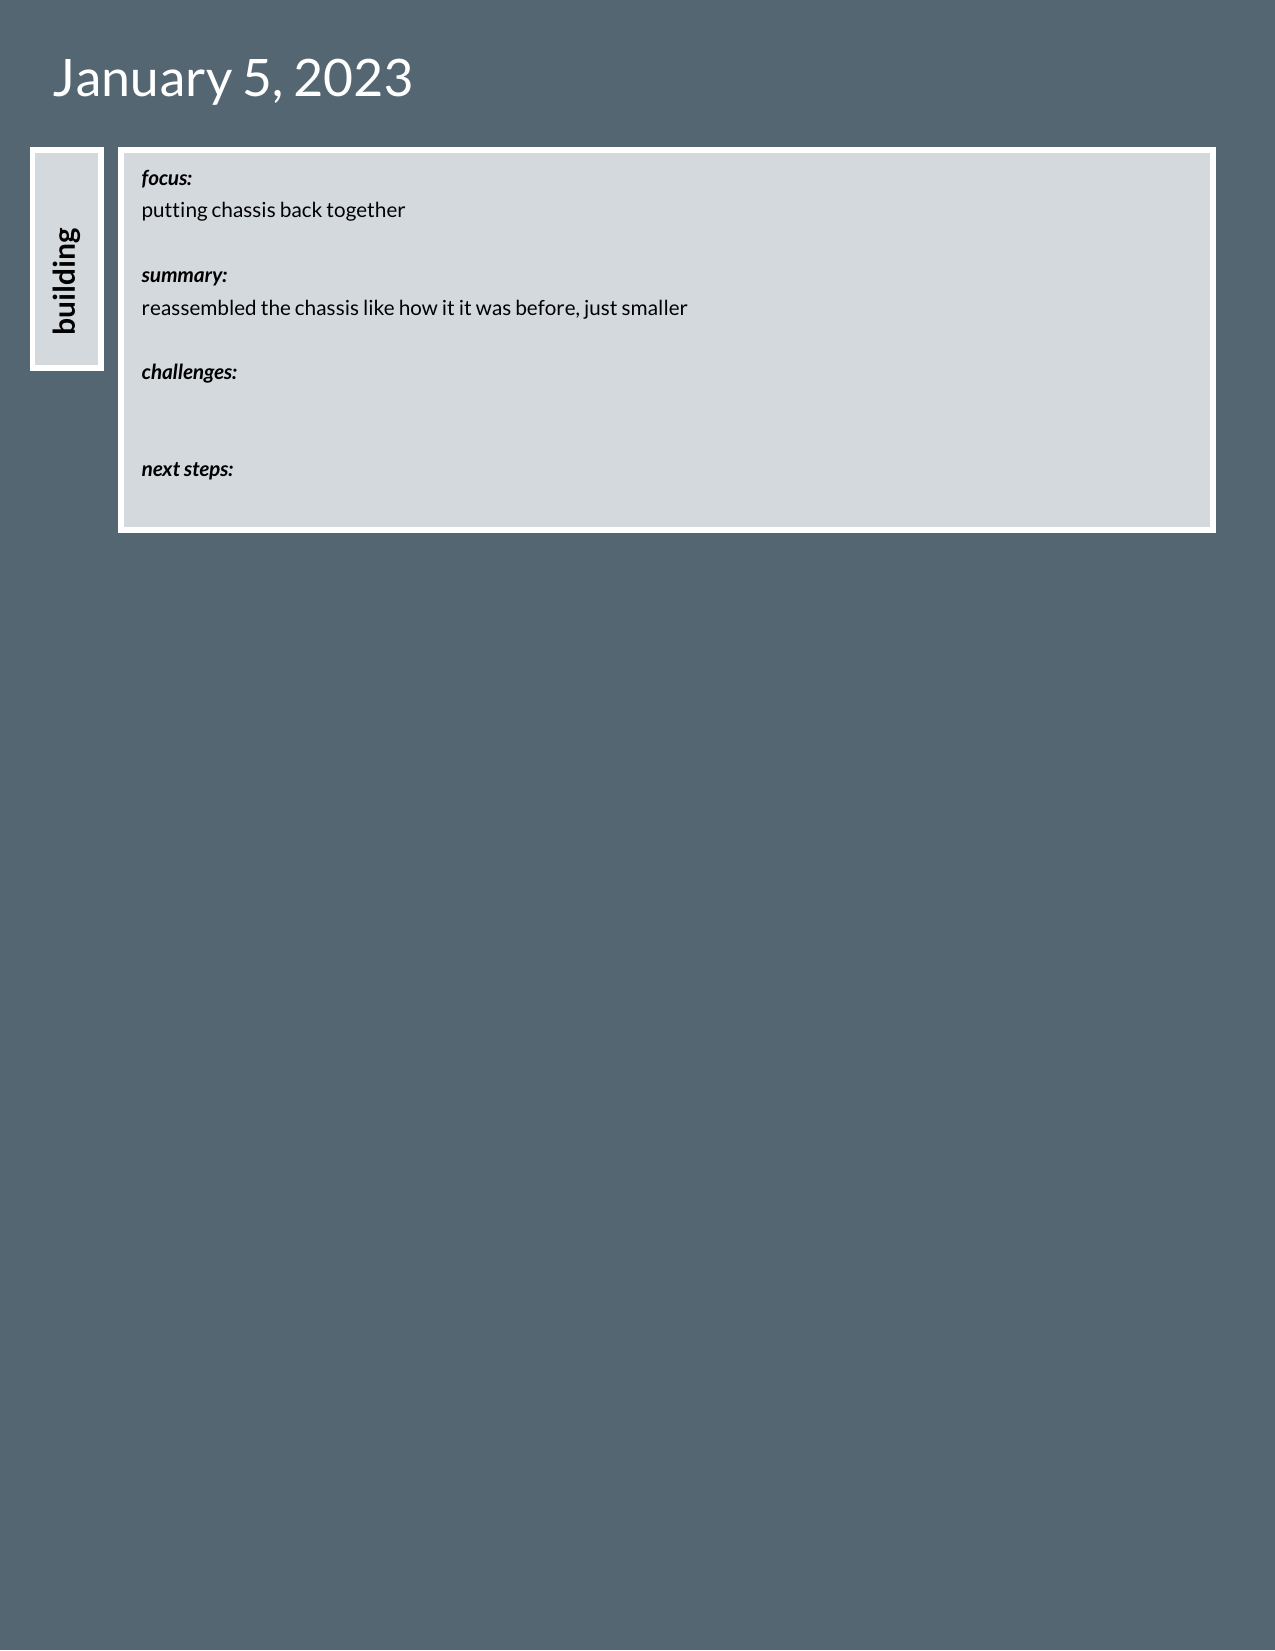 January 5, 2023
building
focus:
putting chassis back together
summary:
reassembled the chassis like how it it was before, just smaller
challenges:
next steps: